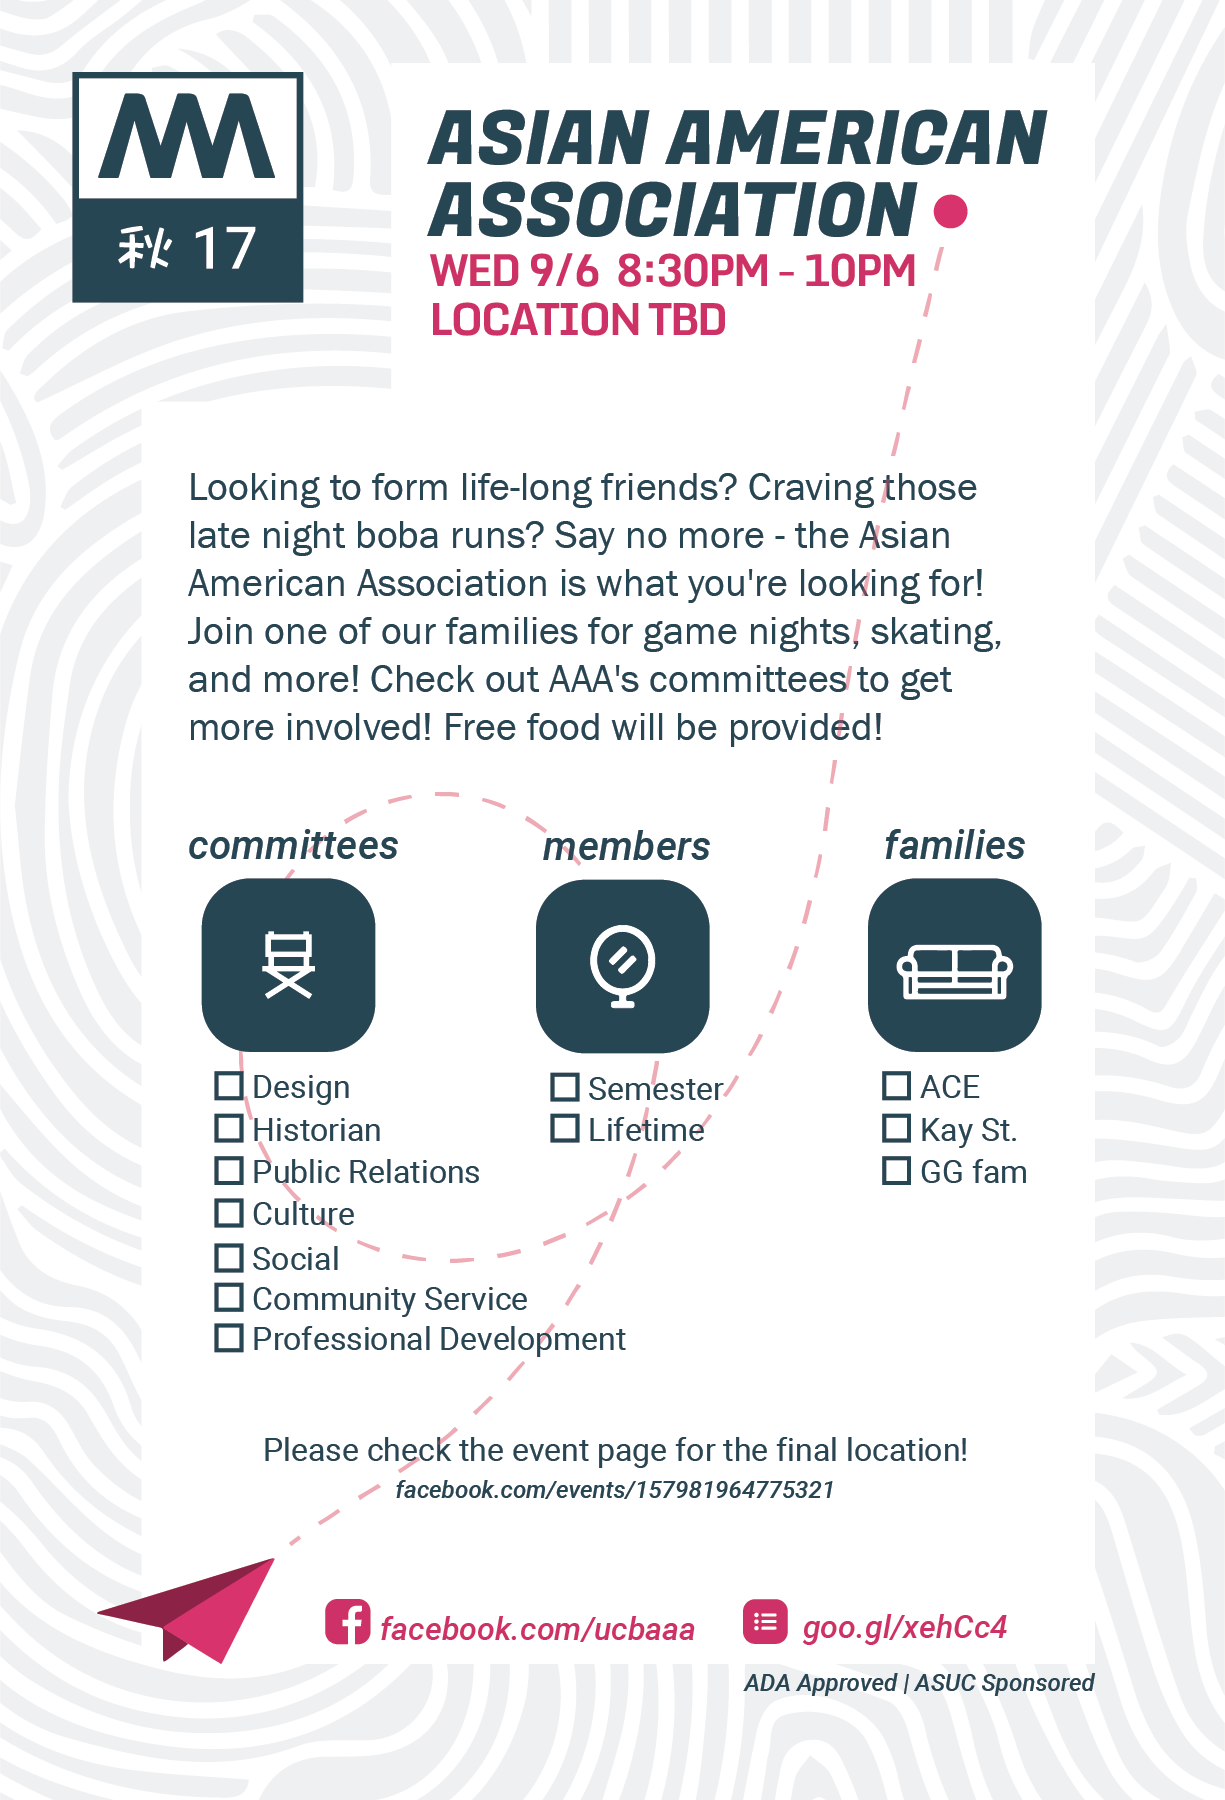 AAA
秋 17
ASIAN AMERICAN
ASSOCIATION
WED 9/6 8:30PM - 10PM
LOCATION TBD
Looking to form life-long friends? Craving those
late night boba runs? Say no more - the Asian
American Association is what you're looking for!
Join one of our families for game nights, skating,
and more! Check out AAA's committees to get
more involved! Free food will be provided!
committees
Design
Historian
Public Relations
Culture
Social
Community Service
Professional Development
members
Semester
Lifetime
families
ACE
Kay St.
GG fam
Please check the event page for the final location!
facebook.com/events/157981964775321
facebook.com/ucbaaa
goo.gl/xehCc4
ADA Approved | ASUC Sponsored